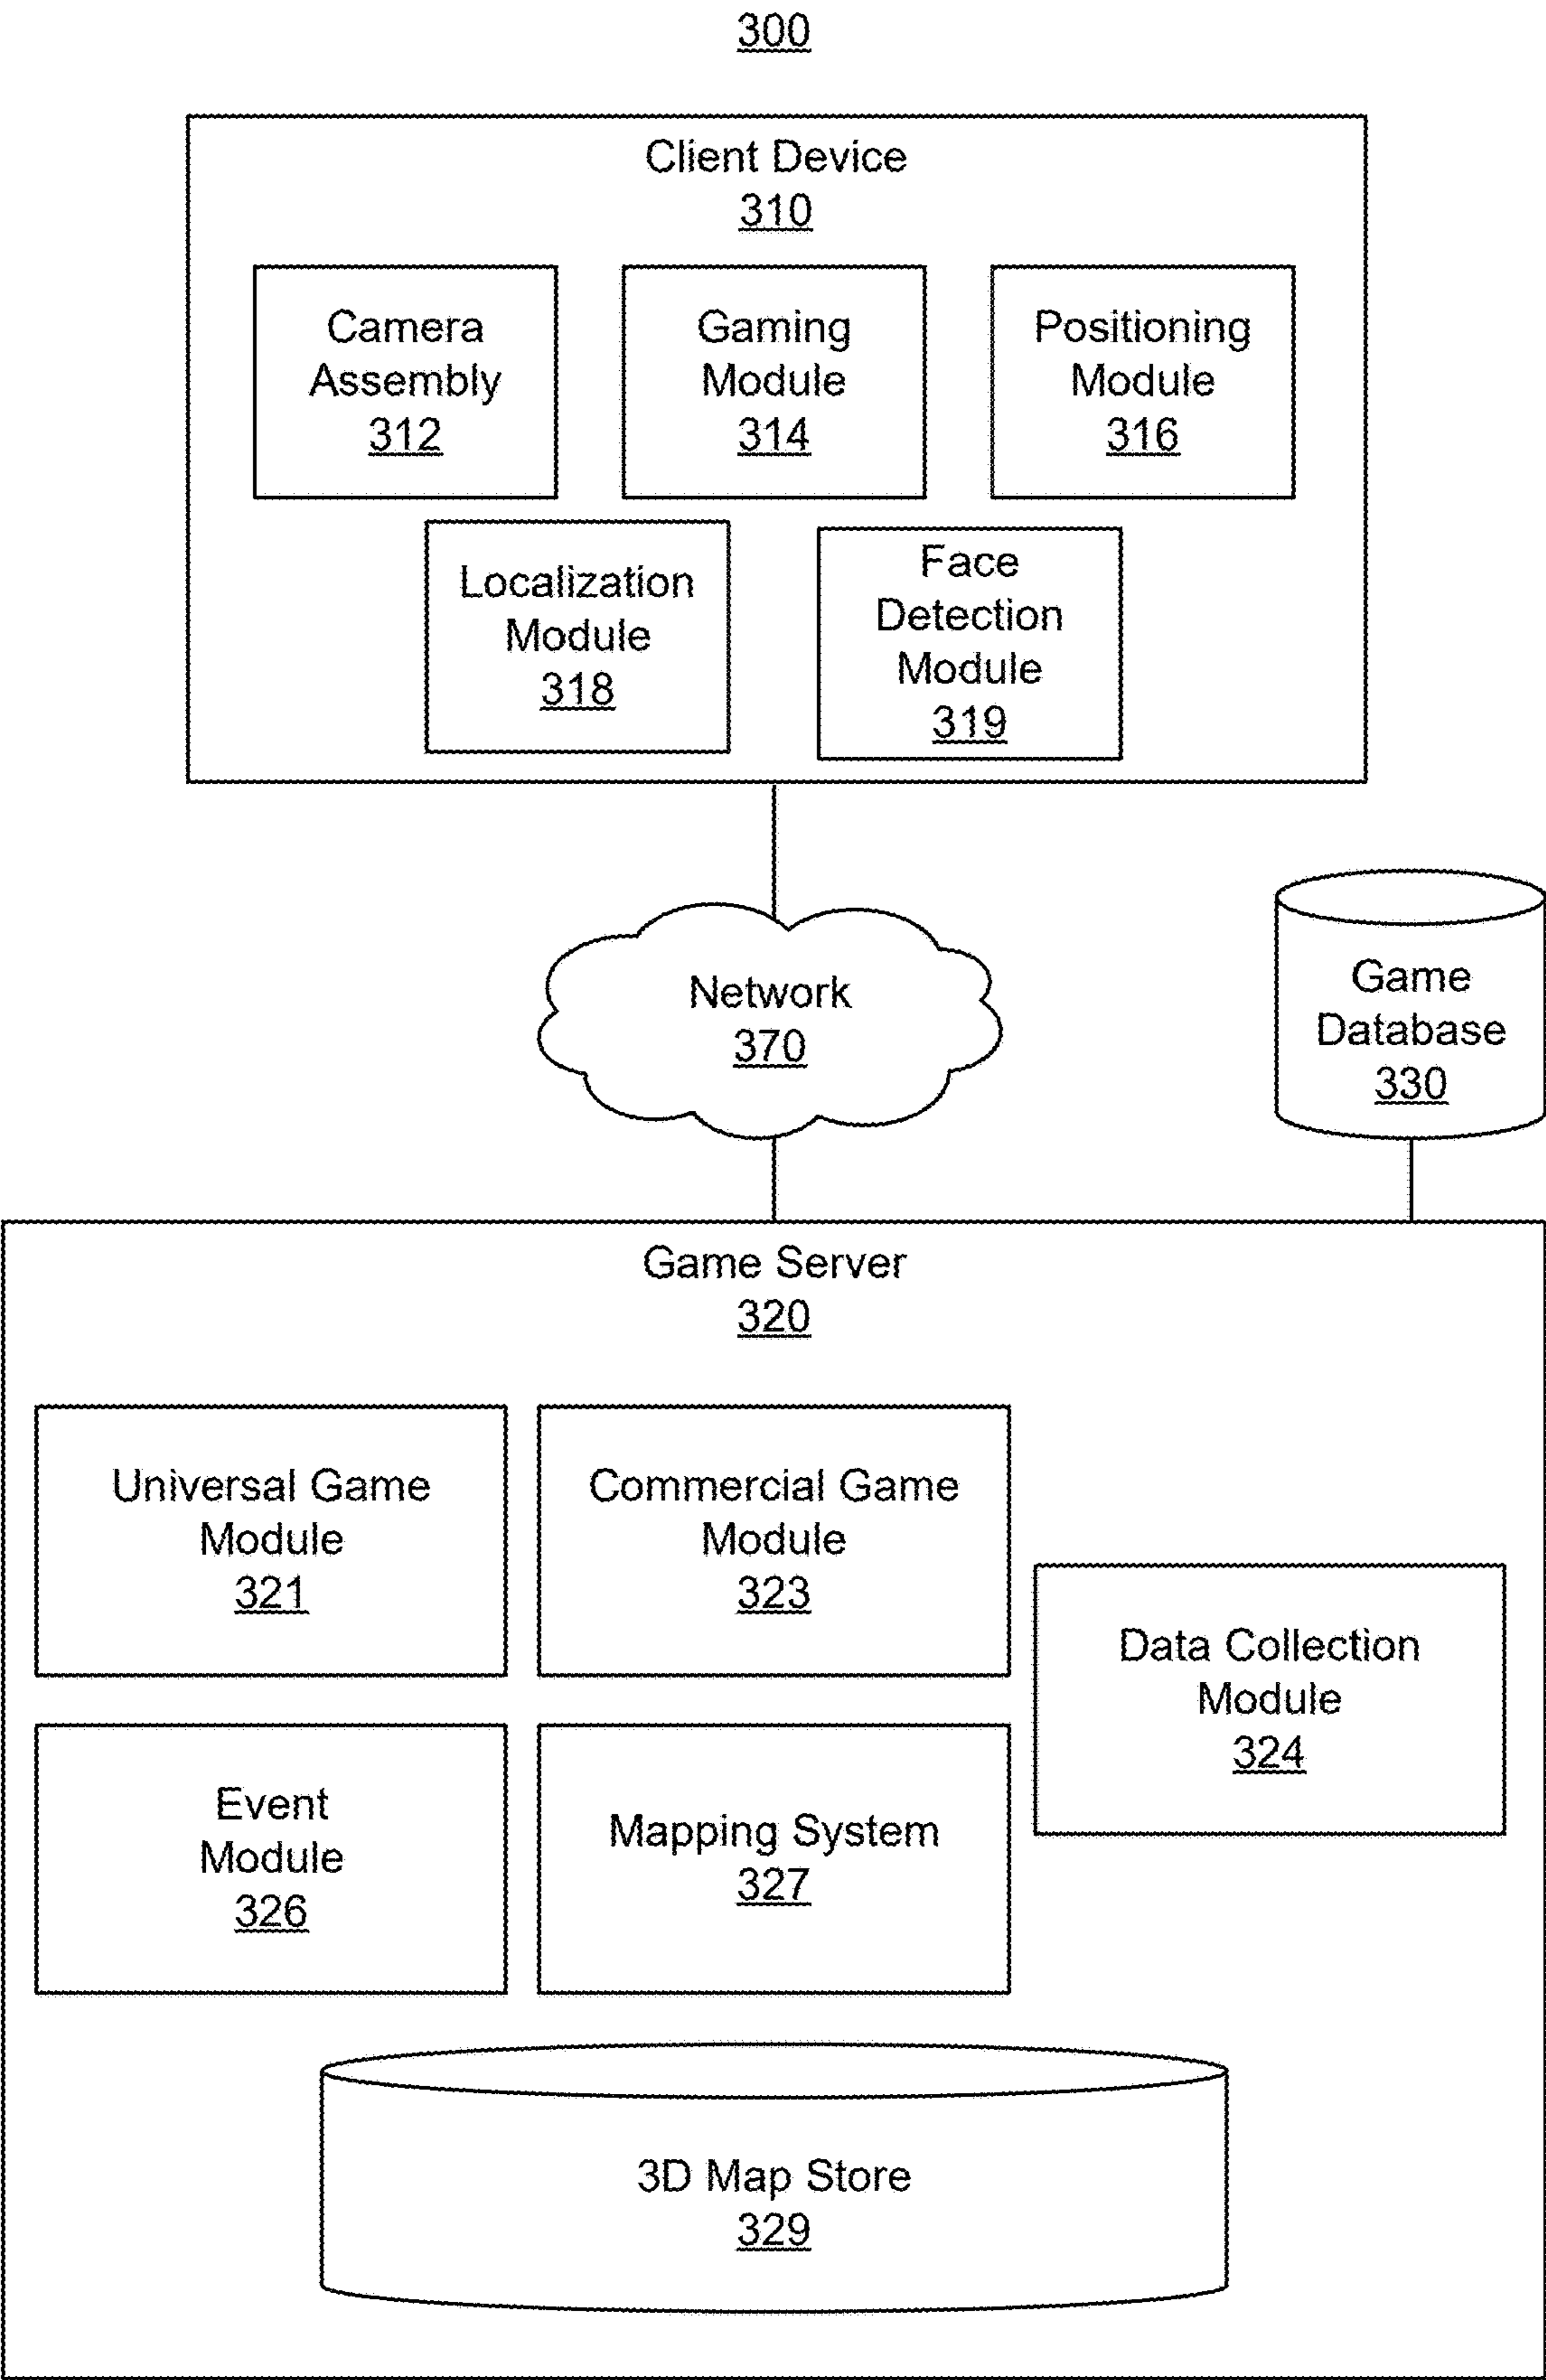 300
Client Device
310
Camera
Assembly
312
Gaming
Module
314
Positioning
Module
316
Localization
Module
318
Face
Detection
Module
319
Network
370
Game
Database
330
Game Server
320
Universal Game
Module
321
Commercial Game
Module
323
Data Collection
Module
324
Event
Module
326
Mapping System
327
3D Map Store
329